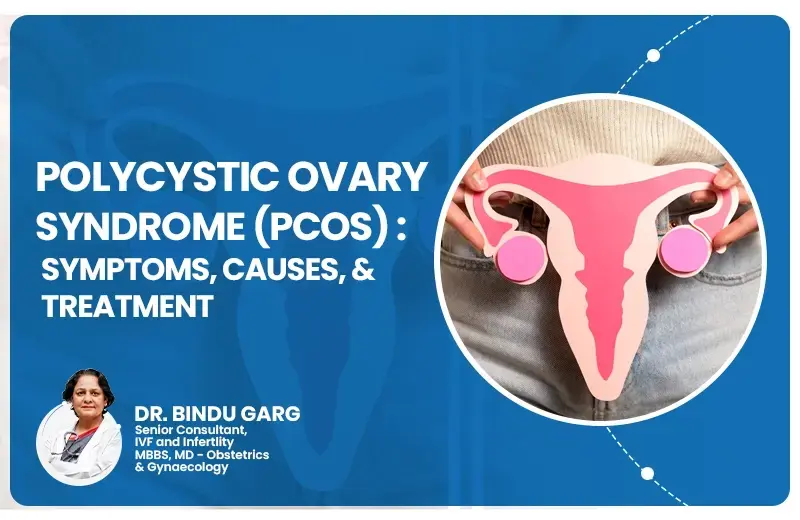 POLYCYSTIC OVARY
SYNDROME (PCOS) :
SYMPTOMS, CAUSES, &
TREATMENT
DR. BINDU GARG
Senior Consultant,
IVF and Infertlity
MBBS, MD - Obstetrics
& Gynaecology